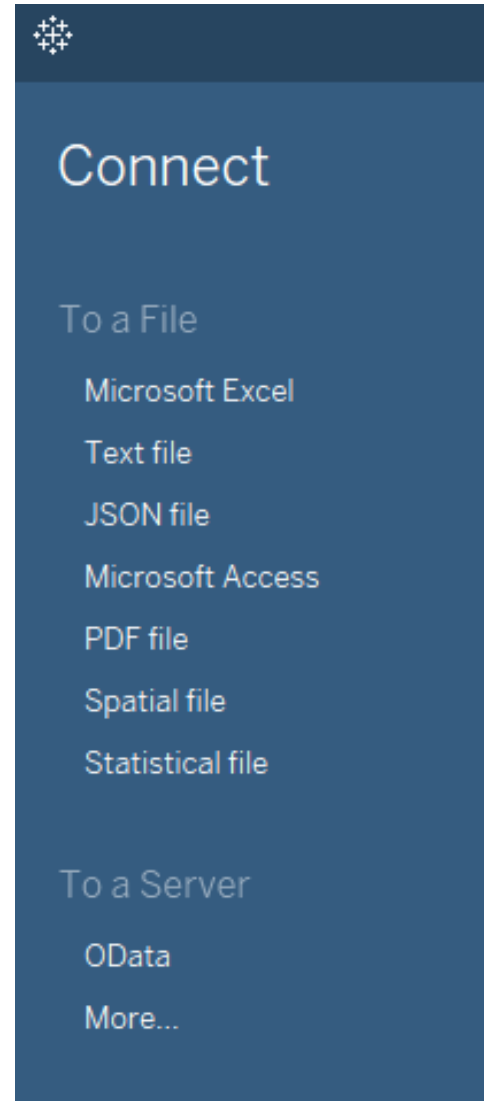 Connect
To a File
Microsoft Excel
Text file
JSON file
Microsoft Access
PDF file
Spatial file
Statistical file
To a Server
OData
More...